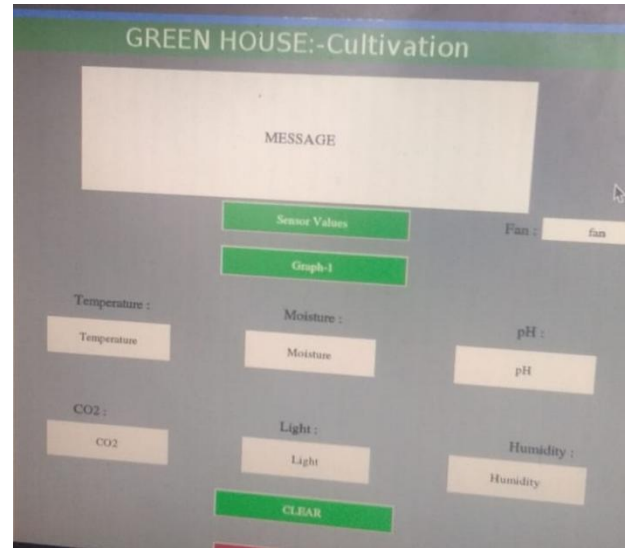 GREEN HOUSE:-Cultivation
MESSAGE
Sensor Values
Fan : fan
Graph-1
Temperature : Moisture : pH :
Temperature Moisture pH
CO2 : Light : Humidity :
CO2 Light Humidity
CLEAR